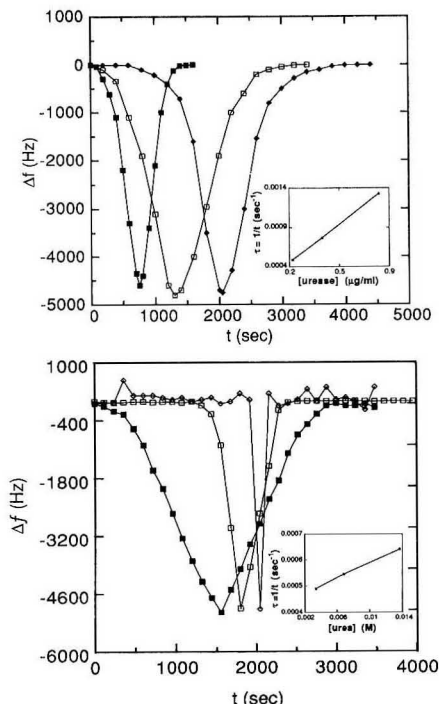 0
-1000
-2000
-3000
-4000
-5000
Δf (Hz)
0 1000 2000 3000 4000 5000
t (sec)
0.0014
0.0009
0.0004
τ = 1/t (sec⁻¹)
0.2 0.5 0.9
[urease] (μg/ml)
1000
-400
-1800
-3200
-4600
-6000
Δf (Hz)
0 1000 2000 3000 4000
t (sec)
0.0007
0.0006
0.0005
0.0004
τ =1/t (sec⁻¹)
0.002 0.006 0.01 0.014
[urea] (M)